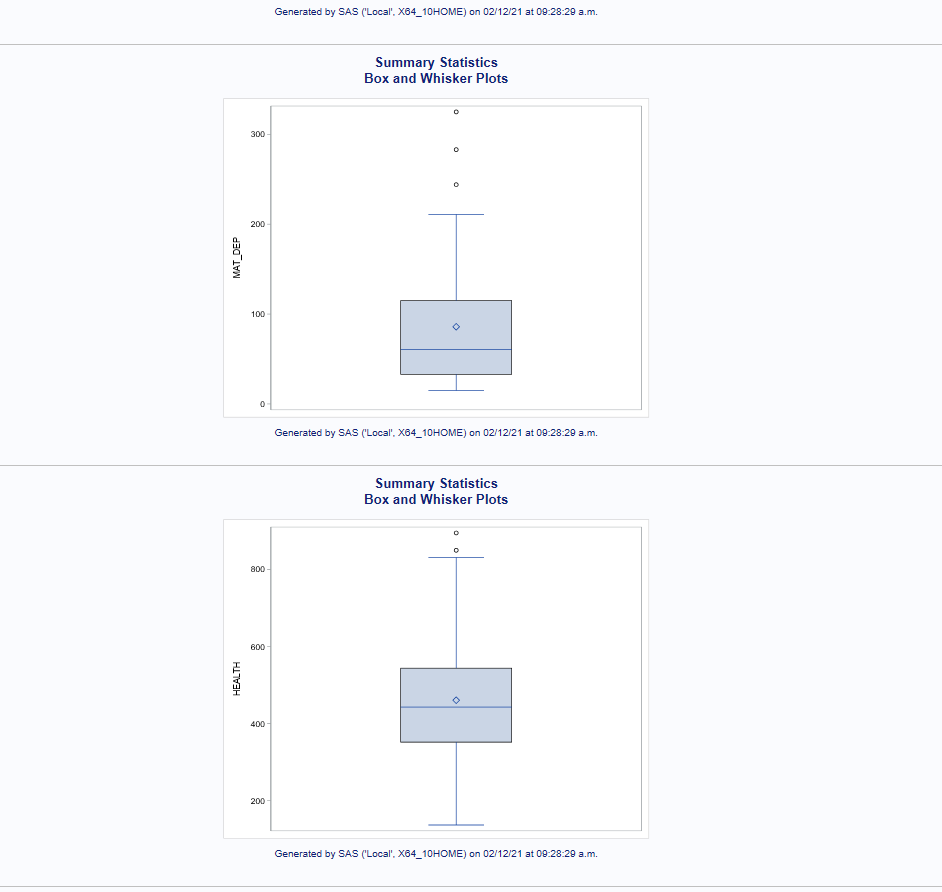 Generated by SAS ('Local', X64_10HOME) on 02/12/21 at 09:28:29 a.m.
Summary Statistics
Box and Whisker Plots
300
200
MAT_DEP
100
0
Generated by SAS ('Local', X64_10HOME) on 02/12/21 at 09:28:29 a.m.
Summary Statistics
Box and Whisker Plots
800
600
HEALTH
400
200
Generated by SAS ('Local', X64_10HOME) on 02/12/21 at 09:28:29 a.m.